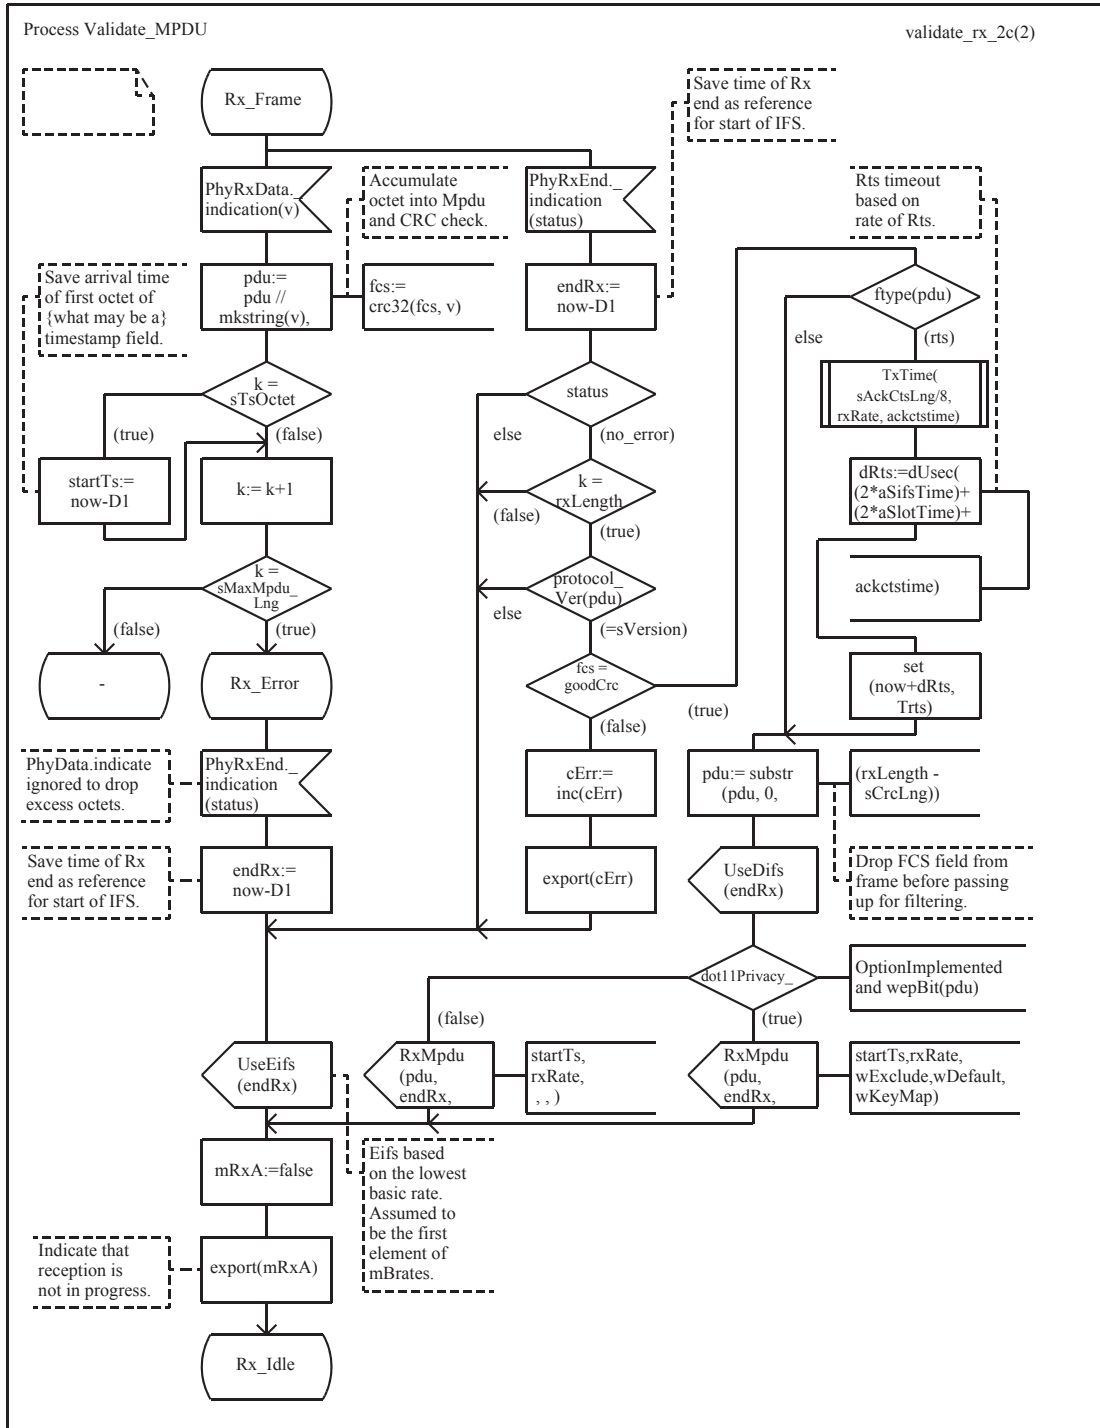 Process Validate_MPDU
validate_rx_2c(2)
Rx_Frame
Save time of Rx
end as reference
for start of IFS.
PhyRxData._
indication(v)
Accumulate
octet into Mpdu
and CRC check.
PhyRxEnd._
indication
(status)
Rts timeout
based on
rate of Rts.
Save arrival time
of first octet of
{what may be a}
timestamp field.
pdu:=
pdu //
mkstring(v),
fcs:=
crc32(fcs, v)
endRx:=
now-D1
ftype(pdu)
else
(rts)
k =
sTsOctet
status
TxTime(
sAckCtsLng/8,
rxRate, ackctstime)
(true)
(false)
else
(no_error)
startTs:=
now-D1
k:= k+1
k =
rxLength
dRts:=dUsec(
(2*aSifsTime)+
(2*aSlotTime)+
(false)
(true)
k =
sMaxMpdu_
Lng
protocol_
Ver(pdu)
ackctstime)
else
(false)
(true)
(=sVersion)
-
Rx_Error
fcs =
goodCrc
set
(now+dRts,
Trts)
(true)
(false)
PhyData.indicate
ignored to drop
excess octets.
PhyRxEnd._
indication
(status)
cErr:=
inc(cErr)
pdu:= substr
(pdu, 0,
(rxLength -
sCrcLng))
Save time of Rx
end as reference
for start of IFS.
endRx:=
now-D1
export(cErr)
UseDifs
(endRx)
Drop FCS field from
frame before passing
up for filtering.
dot11Privacy_
OptionImplemented
and wepBit(pdu)
(false)
(true)
UseEifs
(endRx)
RxMpdu
(pdu,
endRx,
startTs,
rxRate,
, , )
RxMpdu
(pdu,
endRx,
startTs,rxRate,
wExclude,wDefault,
wKeyMap)
mRxA:=false
Eifs based
on the lowest
basic rate.
Assumed to
be the first
element of
mBrates.
Indicate that
reception is
not in progress.
export(mRxA)
Rx_Idle